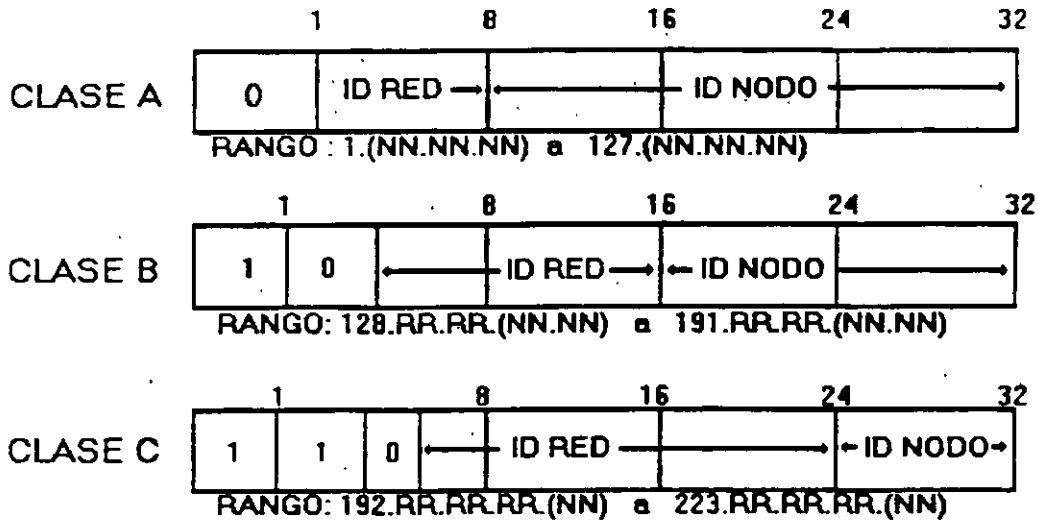 1 8 16 24 32
CLASE A 0 ID RED ID NODO
RANGO : 1.(NN.NN.NN) a 127.(NN.NN.NN)
1 8 16 24 32
CLASE B 1 0 ID RED ID NODO
RANGO: 128.RR.RR.(NN.NN) a 191.RR.RR.(NN.NN)
1 8 16 24 32
CLASE C 1 1 0 ID RED ID NODO
RANGO: 192.RR.RR.RR.(NN) a 223.RR.RR.RR.(NN)